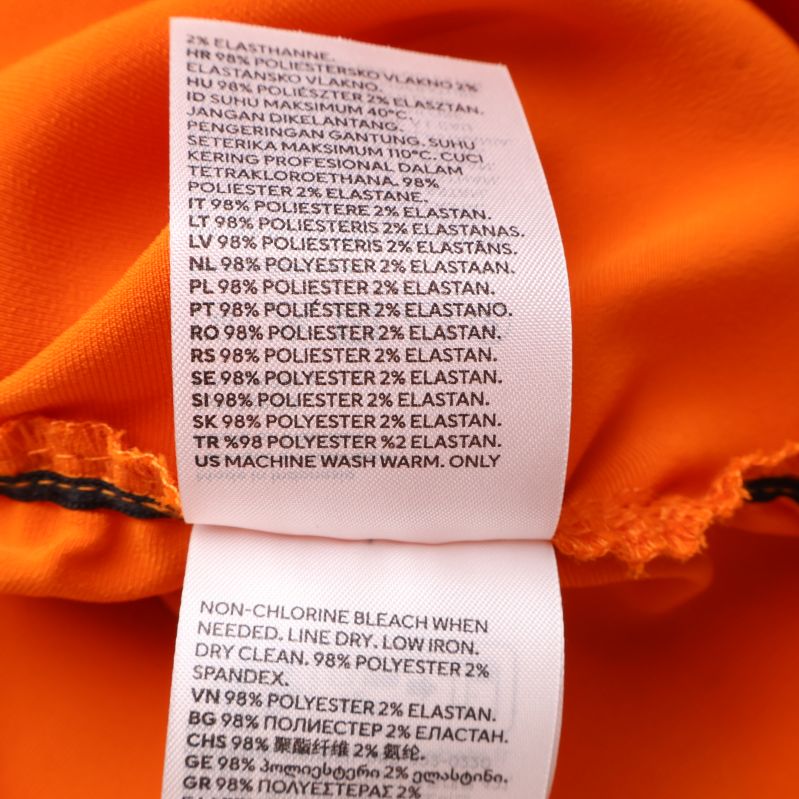 2% ELASTHANNE.
HR 98% POLIESTERSKO VLAKNO 2%
ELASTANSKO VLAKNO.
HU 98% POLIÉSZTER 2% ELASZTÁN.
ID SUHU MAKSIMUM 40°C.
JANGAN DIKELANTANG.
PENGERINGAN GANTUNG. SUHU
SETERIKA MAKSIMUM 110°C. CUCI
KERING PROFESIONAL DALAM
TETRAKLOROETHANA. 98%
POLIESTER 2% ELASTANE.
IT 98% POLIESTERE 2% ELASTAN.
LT 98% POLIESTERIS 2% ELASTANAS.
LV 98% POLIESTERIS 2% ELASTĀNS.
NL 98% POLYESTER 2% ELASTAAN.
PL 98% POLIESTER 2% ELASTAN.
PT 98% POLIÉSTER 2% ELASTANO.
RO 98% POLIESTER 2% ELASTAN.
RS 98% POLIESTER 2% ELASTAN.
SE 98% POLYESTER 2% ELASTAN.
SI 98% POLIESTER 2% ELASTAN.
SK 98% POLYESTER 2% ELASTAN.
TR %98 POLYESTER %2 ELASTAN.
US MACHINE WASH WARM. ONLY
NON-CHLORINE BLEACH WHEN
NEEDED. LINE DRY. LOW IRON.
DRY CLEAN. 98% POLYESTER 2%
SPANDEX.
VN 98% POLYESTER 2% ELASTAN.
BG 98% ПОЛИЕСТЕР 2% ЕЛАСТАН.
CHS 98% 聚酯纤维 2% 氨纶.
GE 98% პოლიესტერი 2% ელასტინი.
GR 98% ΠΟΛΥΕΣΤΕΡΑΣ 2%